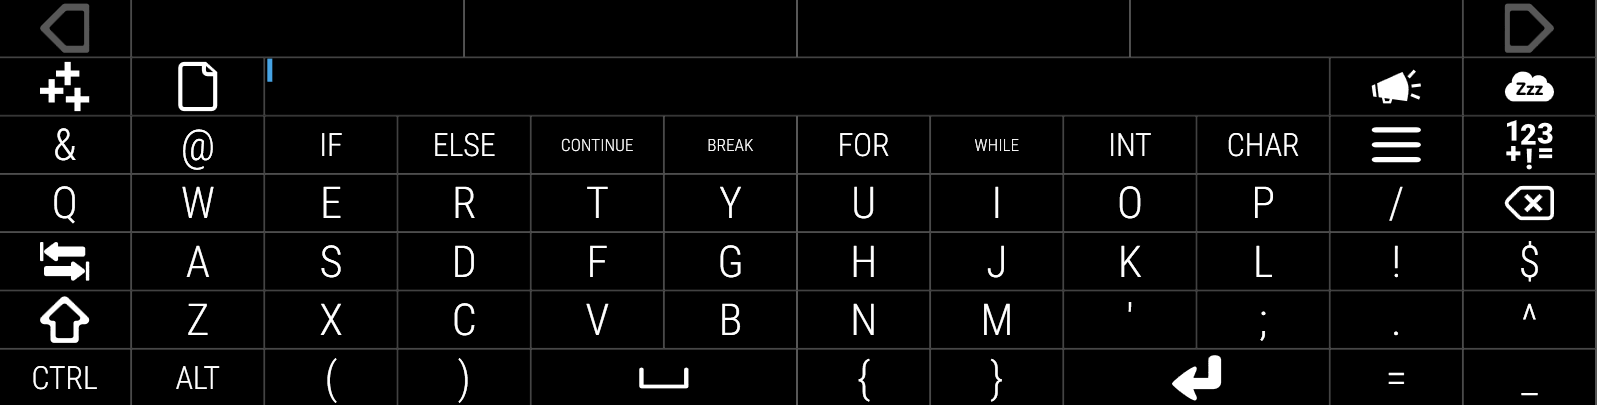 Zzz
& @ IF ELSE CONTINUE BREAK FOR WHILE INT CHAR 123+!=
Q W E R T Y U I O P /
A S D F G H J K L ! $
Z X C V B N M ' ; . ^
CTRL ALT ( ) { } = _